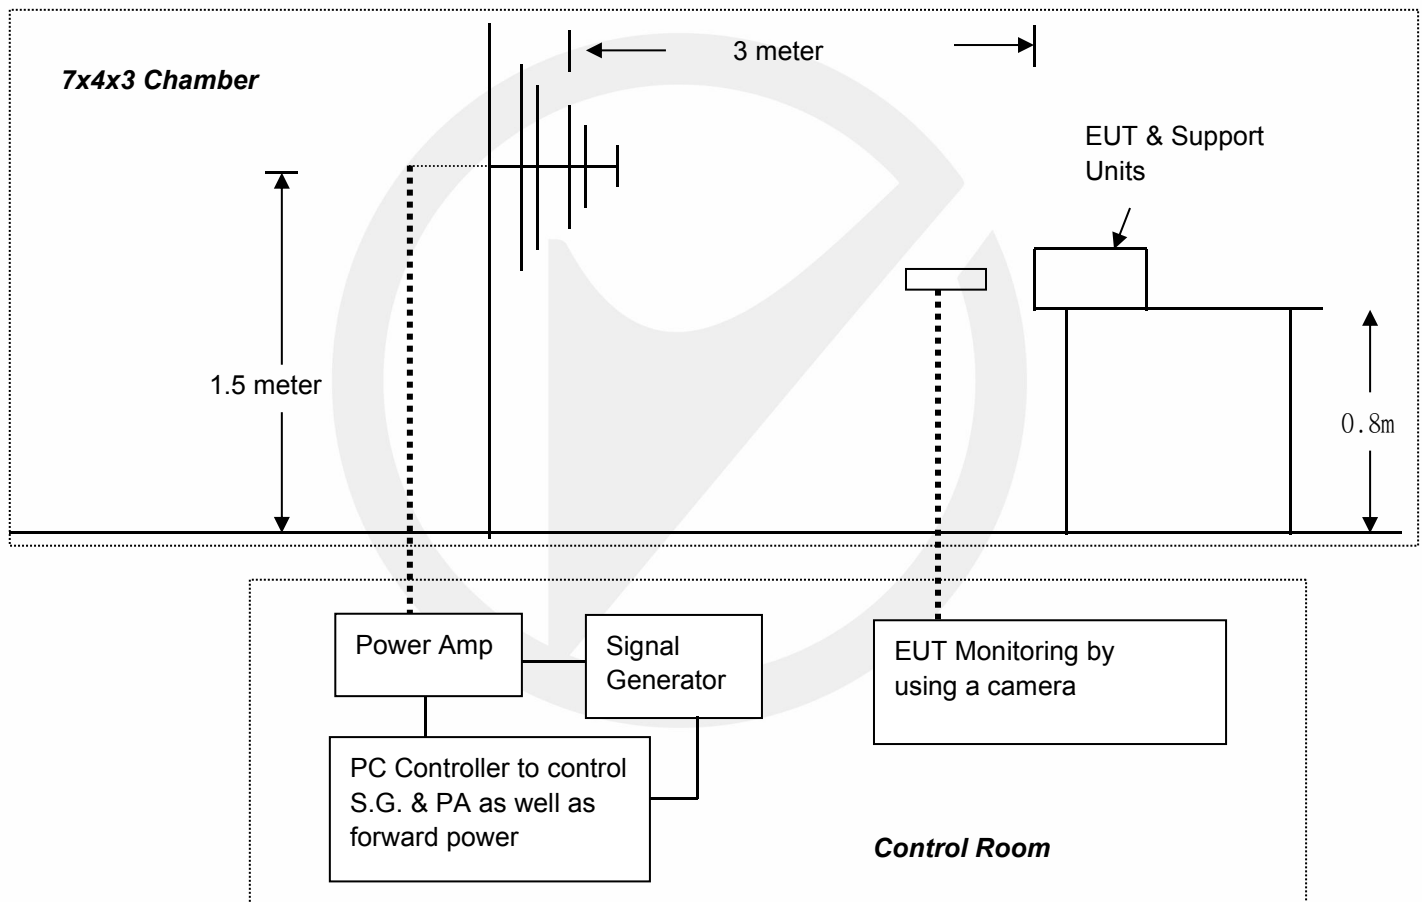 3 meter
7x4x3 Chamber
EUT & Support
Units
1.5 meter
0.8m
Power Amp
Signal
Generator
EUT Monitoring by
using a camera
PC Controller to control
S.G. & PA as well as
forward power
Control Room